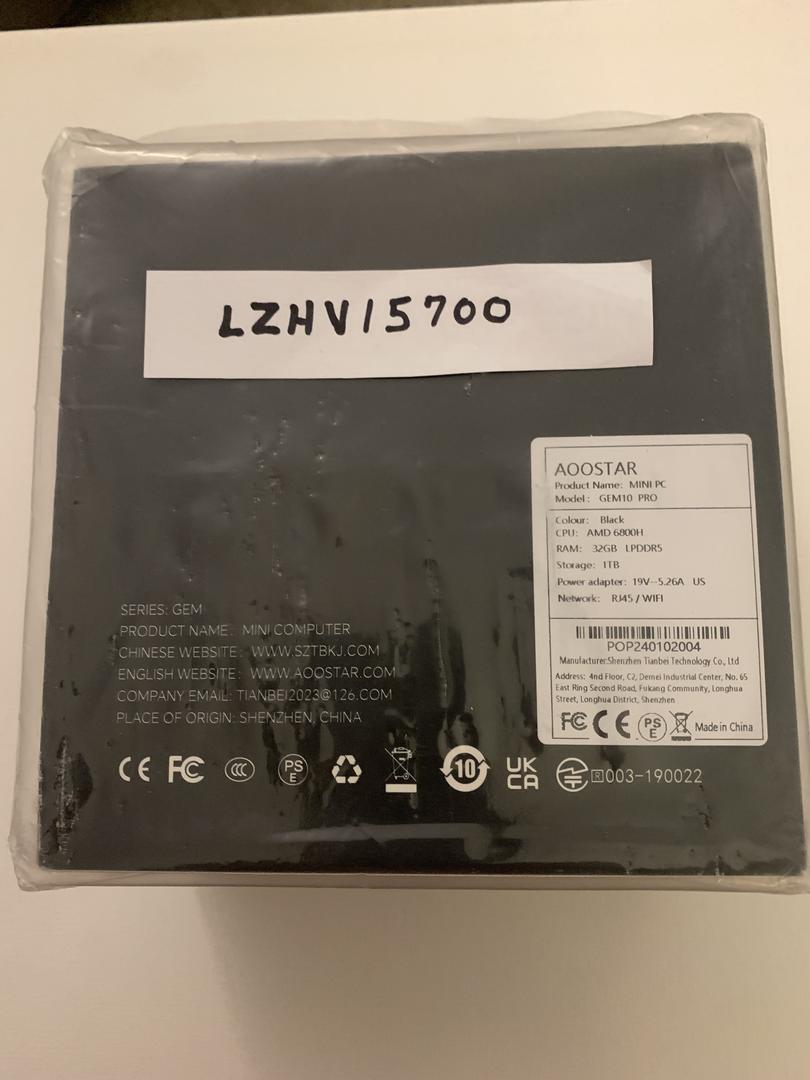 LZHV15700
AOOSTAR
Product Name: MINI PC
Model: GEM10 PRO
Colour: Black
CPU: AMD 6800H
RAM: 32GB LPDDR5
Storage: 1TB
Power adapter: 19V⎓5.26A US
Network: RJ45 / WIFI
POP240102004
Manufacturer:Shenzhen Tianbei Technology Co., Ltd
Address: 4nd Floor, C2, Demei Industrial Center, No. 65
East Ring Second Road, Fukang Community, Longhua
Street, Longhua District, Shenzhen
FC CE PSE Made in China
SERIES: GEM
PRODUCT NAME: MINI COMPUTER
CHINESE WEBSITE: WWW.SZTBKJ.COM
ENGLISH WEBSITE: WWW.AOOSTAR.COM
COMPANY EMAIL: TIANBEI2023@126.COM
PLACE OF ORIGIN: SHENZHEN, CHINA
CE FC CCC PSE 10 UKCA R 003-190022